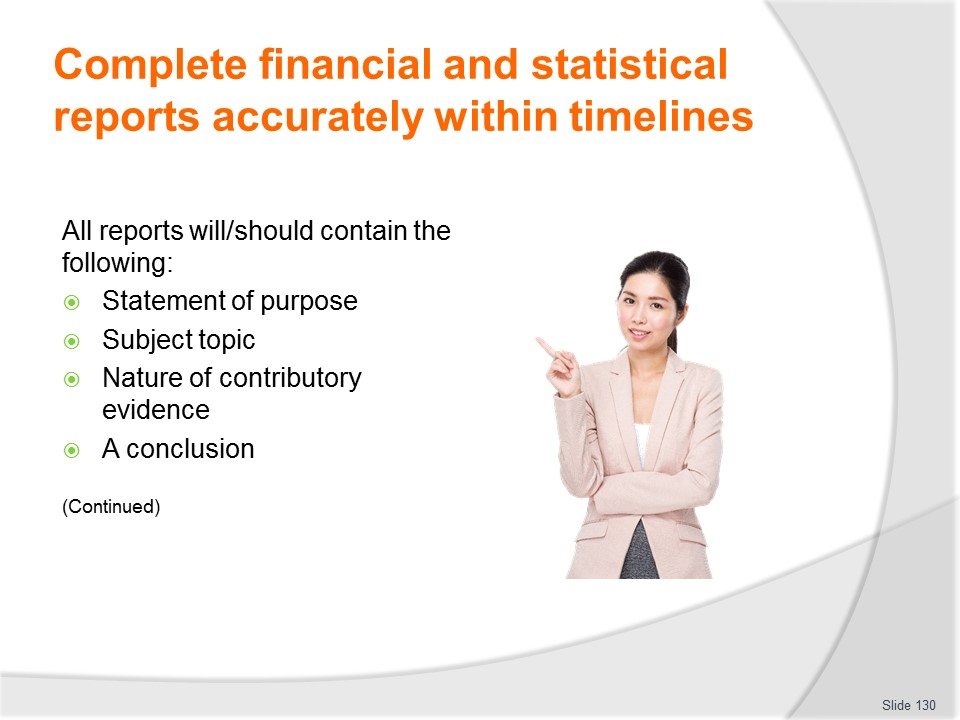 Complete financial and statistical
reports accurately within timelines
All reports will/should contain the
following:
Statement of purpose
Subject topic
Nature of contributory
evidence
A conclusion
(Continued)
Slide 130